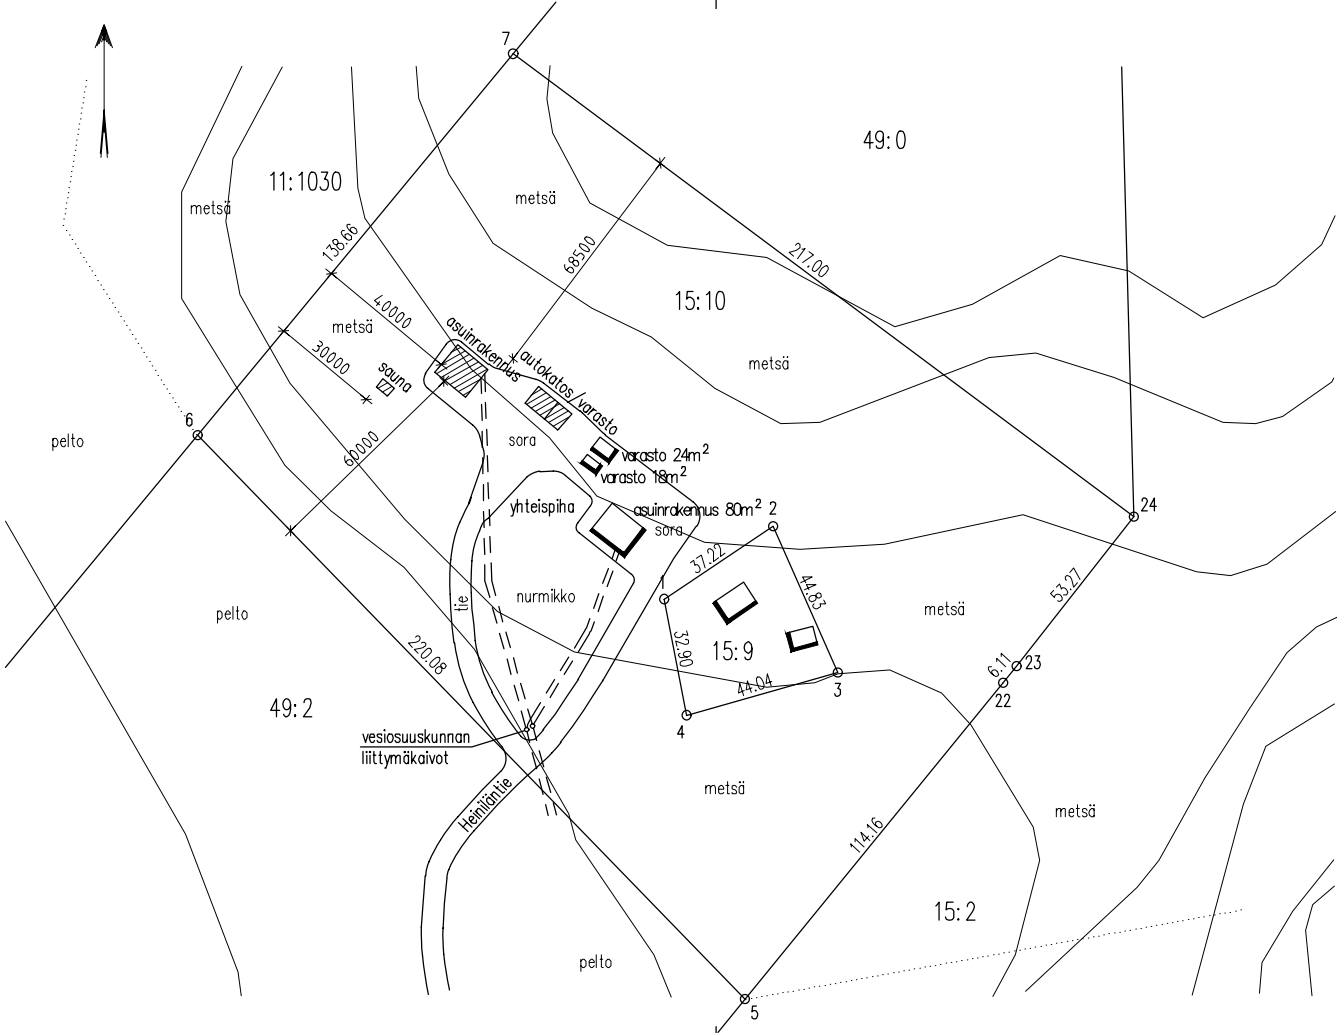 7
49:0
11:1030
metsä
metsä
138.66
68500
217.00
15:10
40000
metsä
asuinrakennus
30000
sauna
autokatos/varasto
metsä
6
pelto
60000
sora
varasto 24m²
varasto 18m²
yhteispiha
asuinrakennus 80m²
sora
2
24
37.22
1
44.83
53.27
tie
nurmikko
metsä
pelto
220.08
32.90
15:9
6.11
23
44.04
3
22
49:2
4
vesiosuuskunnan
liittymäkaivot
Heiniläntie
metsä
metsä
114.16
15:2
pelto
5